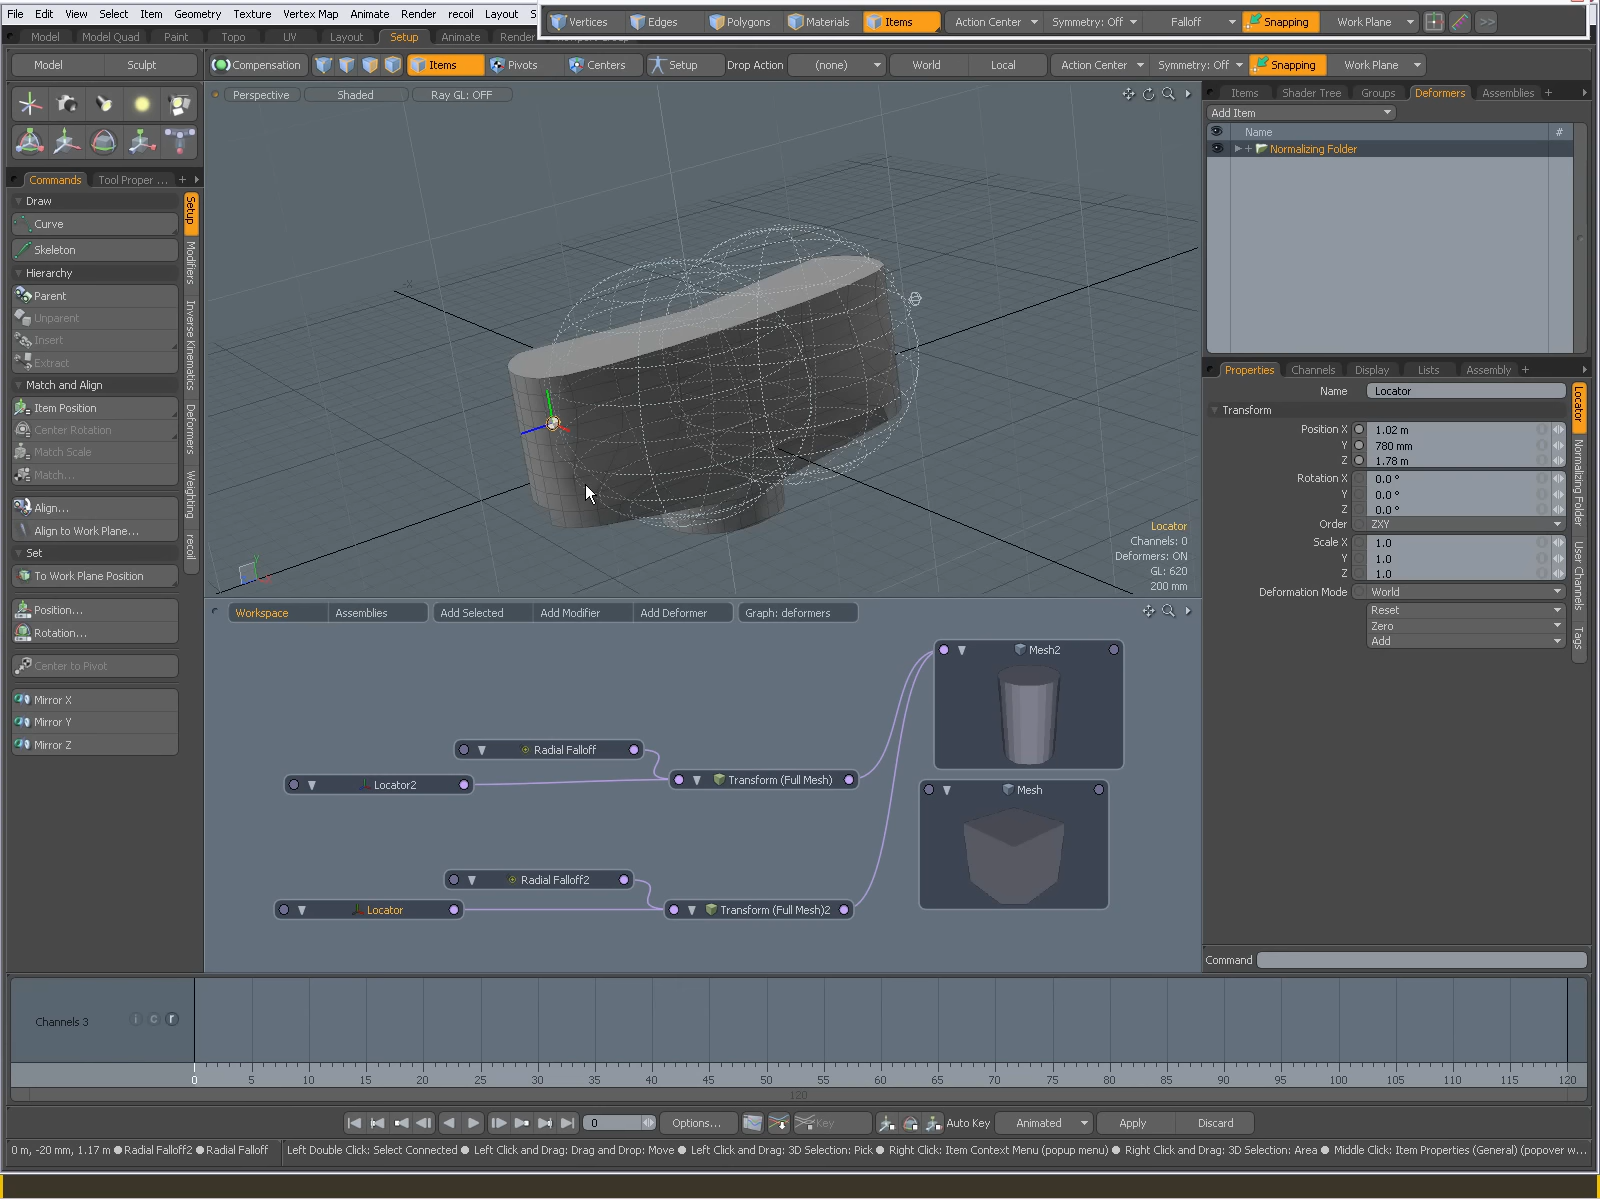 File Edit View Select Item Geometry Texture Vertex Map Animate Render recoil Layout
Vertices Edges Polygons Materials Items Action Center Symmetry: Off Falloff Snapping Work Plane >>
Model Model Quad Paint Topo UV Layout Setup Animate Render
Model Sculpt Compensation Items Pivots Centers Setup Drop Action (none) World Local Action Center Symmetry: Off Snapping Work Plane
Perspective Shaded Ray GL: OFF
Items Shader Tree Groups Deformers Assemblies +
Add Item
Name #
Normalizing Folder
Commands Tool Proper ... +
Draw
Curve
Skeleton
Hierarchy
Parent
Unparent
Insert
Extract
Match and Align
Item Position
Center Rotation
Match Scale
Match...
Align...
Align to Work Plane...
Set
To Work Plane Position
Position...
Rotation...
Center to Pivot
Mirror X
Mirror Y
Mirror Z
Setup
Modifiers
Inverse Kinematics
Deformers
Weighting
recoil
Locator
Channels: 0
Deformers: ON
GL: 620
200 mm
Properties Channels Display Lists Assembly +
Name Locator
Transform
Position X 1.02 m
Y 780 mm
Z 1.78 m
Rotation X 0.0 °
Y 0.0 °
Z 0.0 °
Order ZXY
Scale X 1.0
Y 1.0
Z 1.0
Deformation Mode World
Reset
Zero
Add
Locator
Normalizing Folder
User Channels
Tags
Workspace Assemblies Add Selected Add Modifier Add Deformer Graph: deformers
Mesh2
Radial Falloff
Locator2
Transform (Full Mesh)
Mesh
Radial Falloff2
Locator
Transform (Full Mesh)2
Command
Channels 3 i c r
0 5 10 15 20 25 30 35 40 45 50 55 60 65 70 75 80 85 90 95 100 105 110 115 120
120
0 Options... Key Auto Key Animated Apply Discard
0 m, -20 mm, 1.17 m ● Radial Falloff2 ● Radial Falloff
Left Double Click: Select Connected ● Left Click and Drag: Drag and Drop: Move ● Left Click and Drag: 3D Selection: Pick ● Right Click: Item Context Menu (popup menu) ● Right Click and Drag: 3D Selection: Area ● Middle Click: Item Properties (General) (popover w...